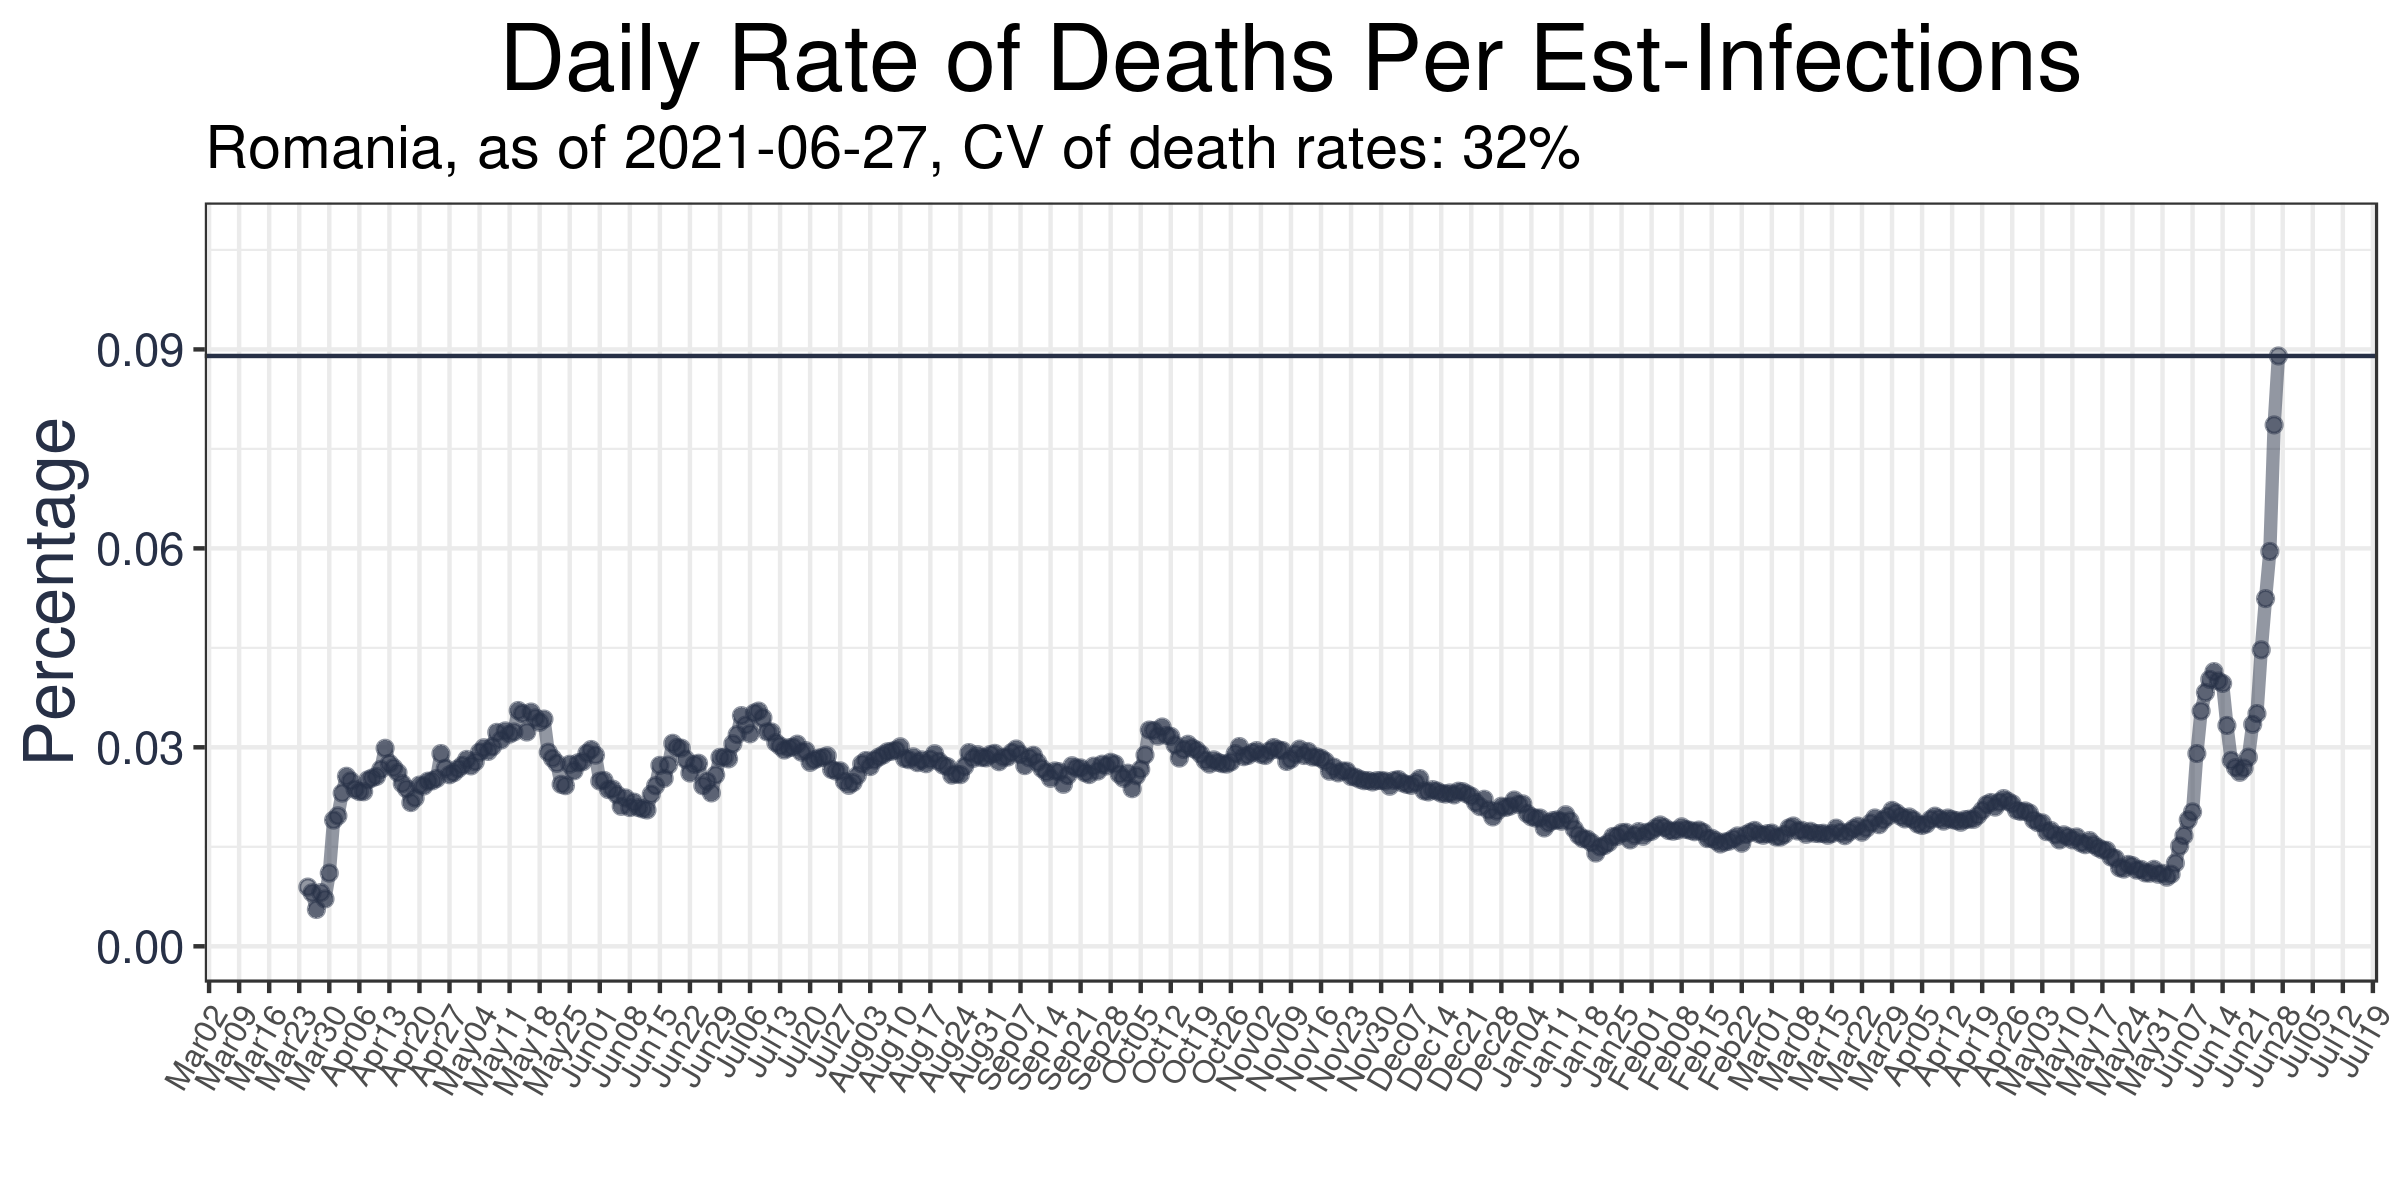 Daily Rate of Deaths Per Est-Infections
Romania, as of 2021-06-27, CV of death rates: 32%
Percentage
0.09
0.06
0.03
0.00
Mar02
Mar09
Mar16
Mar23
Mar30
Apr06
Apr13
Apr20
Apr27
May04
May11
May18
May25
Jun01
Jun08
Jun15
Jun22
Jun29
Jul06
Jul13
Jul20
Jul27
Aug03
Aug10
Aug17
Aug24
Aug31
Sep07
Sep14
Sep21
Sep28
Oct05
Oct12
Oct19
Oct26
Nov02
Nov09
Nov16
Nov23
Nov30
Dec07
Dec14
Dec21
Dec28
Jan04
Jan11
Jan18
Jan25
Feb01
Feb08
Feb15
Feb22
Mar01
Mar08
Mar15
Mar22
Mar29
Apr05
Apr12
Apr19
Apr26
May03
May10
May17
May24
May31
Jun07
Jun14
Jun21
Jun28
Jul05
Jul12
Jul19